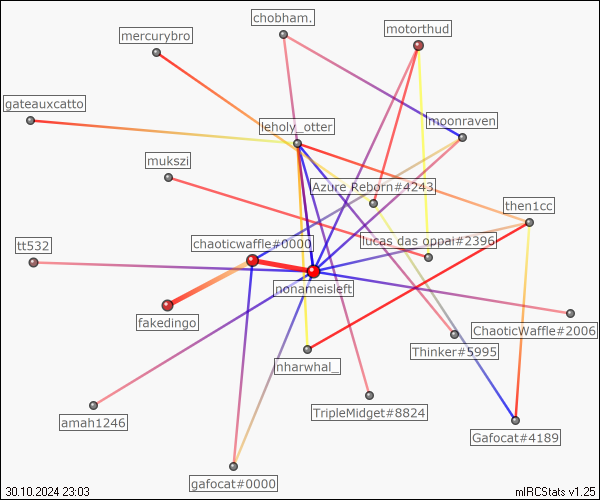 chobham.
motorthud
mercurybro
gateauxcatto
leholy_otter
moonraven
mukszi
Azure Reborn#4243
then1cc
tt532
chaoticwaffle#0000
lucas das oppai#2396
nonameisleft
fakedingo
ChaoticWaffle#2006
Thinker#5995
nharwhal_
amah1246
TripleMidget#8824
Gafocat#4189
gafocat#0000
30.10.2024 23:03
mIRCStats v1.25